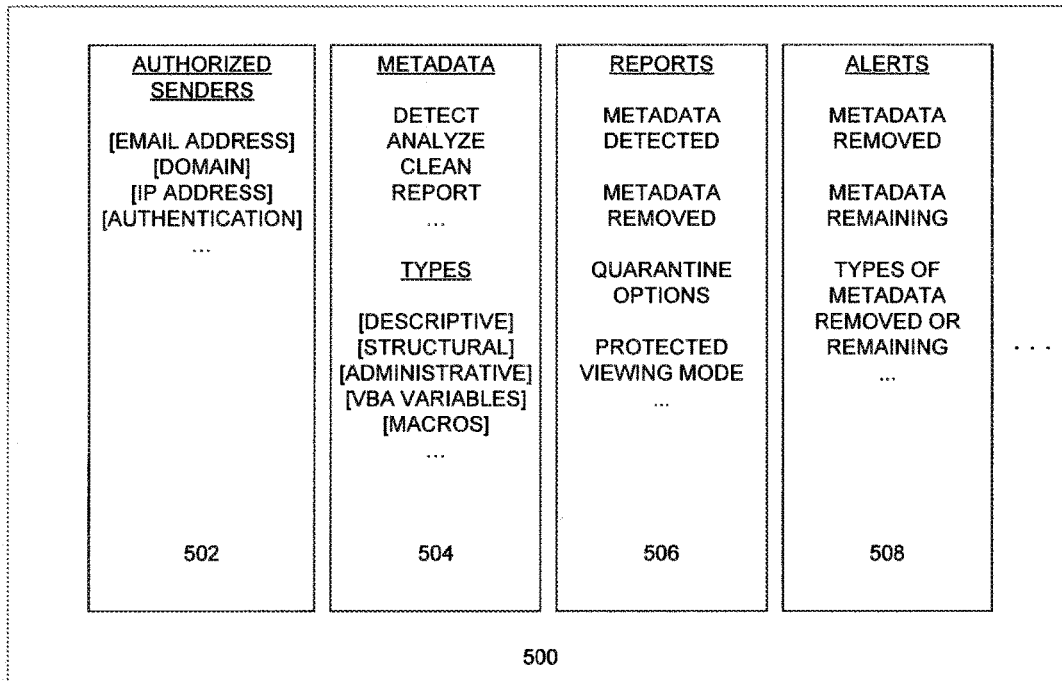 AUTHORIZED
SENDERS
[EMAIL ADDRESS]
[DOMAIN]
[IP ADDRESS]
[AUTHENTICATION]
...
502
METADATA
DETECT
ANALYZE
CLEAN
REPORT
...
TYPES
[DESCRIPTIVE]
[STRUCTURAL]
[ADMINISTRATIVE]
[VBA VARIABLES]
[MACROS]
...
504
REPORTS
METADATA
DETECTED
METADATA
REMOVED
QUARANTINE
OPTIONS
PROTECTED
VIEWING MODE
...
506
ALERTS
METADATA
REMOVED
METADATA
REMAINING
TYPES OF
METADATA
REMOVED OR
REMAINING
...
508
...
500